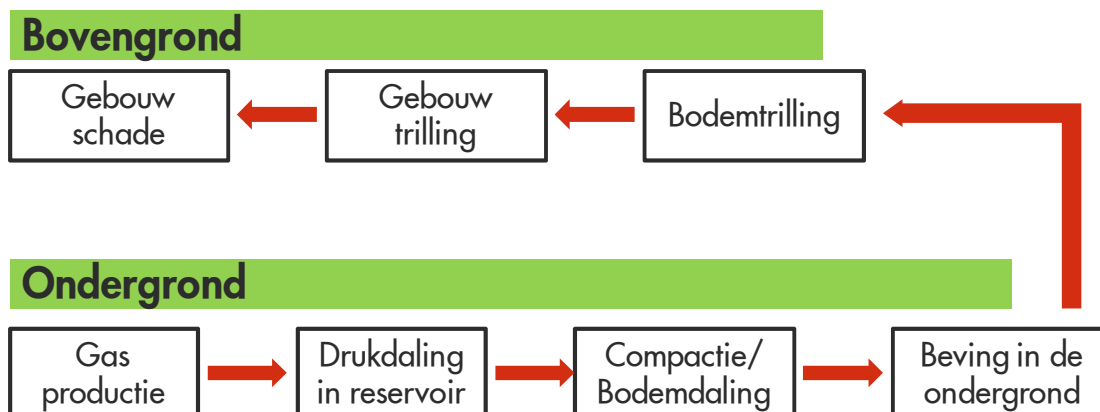 Bovengrond
Gebouw
schade
Gebouw
trilling
Bodemtrilling
Ondergrond
Gas
productie
Drukdaling
in reservoir
Compactie/
Bodemdaling
Beving in de
ondergrond